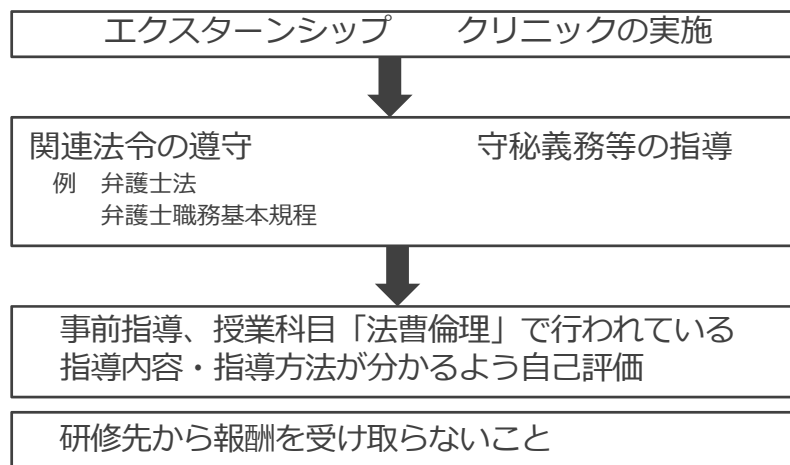 エクスターンシップ　　クリニックの実施
関連法令の遵守　　守秘義務等の指導
例　弁護士法
弁護士職務基本規程
事前指導、授業科目「法曹倫理」で行われている
指導内容・指導方法が分かるよう自己評価
研修先から報酬を受け取らないこと